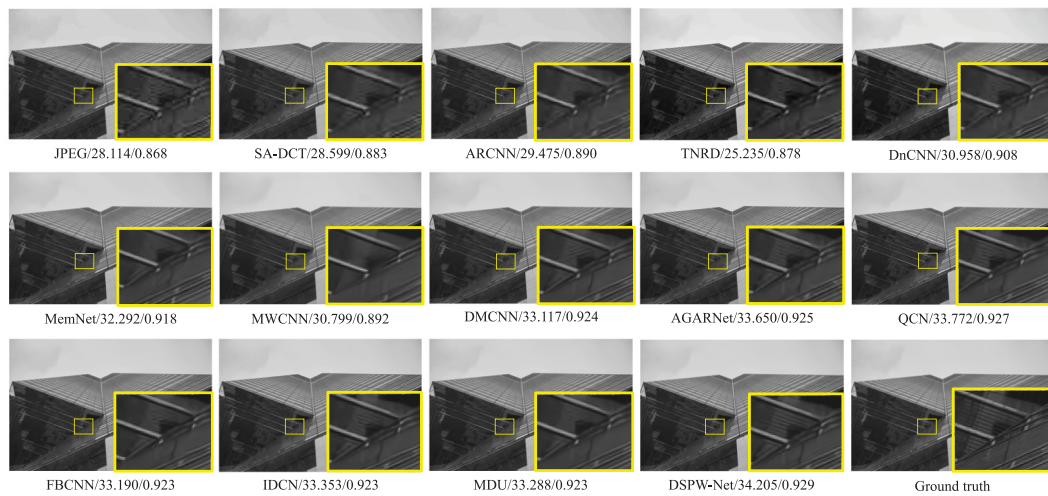 JPEG/28.114/0.868
SA-DCT/28.599/0.883
ARCNN/29.475/0.890
TNRD/25.235/0.878
DnCNN/30.958/0.908
MemNet/32.292/0.918
MWCNN/30.799/0.892
DMCNN/33.117/0.924
AGARNet/33.650/0.925
QCN/33.772/0.927
FBCNN/33.190/0.923
IDCN/33.353/0.923
MDU/33.288/0.923
DSPW-Net/34.205/0.929
Ground truth